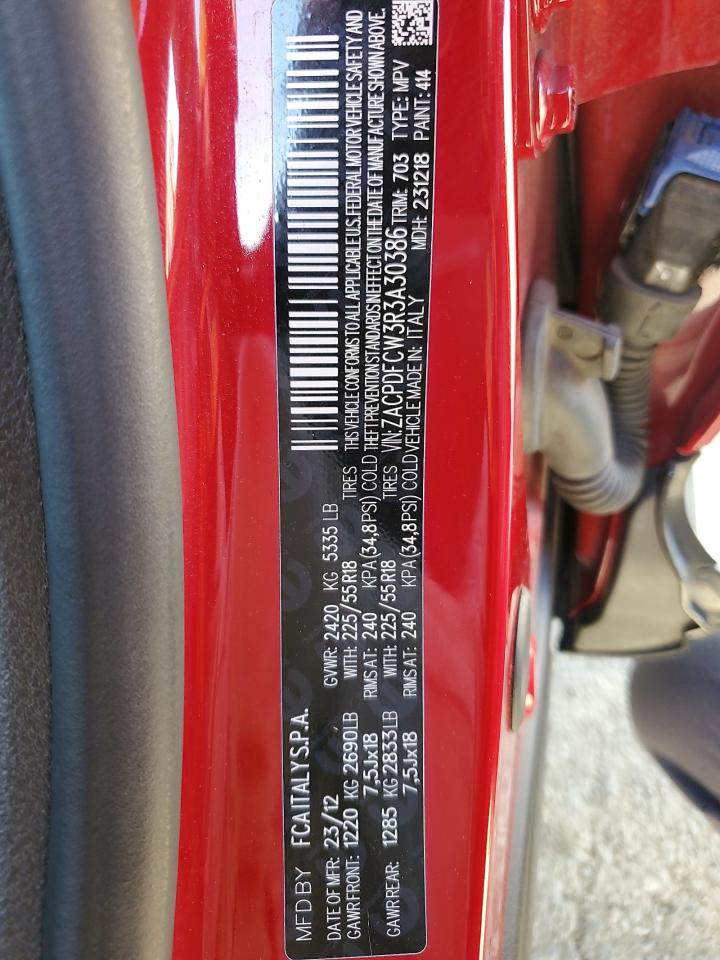 MFD BY FCA ITALY S.P.A.
DATE OF MFR: 23/12 GVWR: 2420 KG 5335 LB
GAWR FRONT: 1220 KG 2690 LB WITH: 225/55R18 TIRES
7,5Jx18 RIMS AT: 240 KPA (34,8PSI) COLD
GAWR REAR: 1285 KG 2833 LB WITH: 225/55R18 TIRES
7,5Jx18 RIMS AT: 240 KPA (34,8PSI) COLD
THIS VEHICLE CONFORMS TO ALL APPLICABLE U.S. FEDERAL MOTOR VEHICLE SAFETY AND
THEFT PREVENTION STANDARDS IN EFFECT ON THE DATE OF MANUFACTURE SHOWN ABOVE.
VIN: ZACPDFCW3R3A30386 TRIM: 703 TYPE: MPV
VEHICLE MADE IN: ITALY MDH: 231218 PAINT: 414